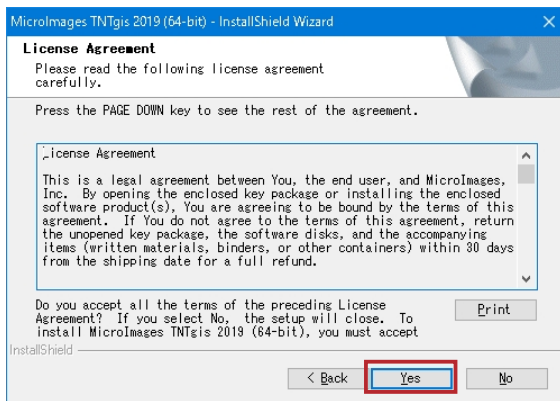 MicroImages TNTgis 2019 (64-bit) - InstallShield Wizard
License Agreement
Please read the following license agreement
carefully.
Press the PAGE DOWN key to see the rest of the agreement.
License Agreement
This is a legal agreement between You, the end user, and MicroImages,
Inc. By opening the enclosed key package or installing the enclosed
software product(s), You are agreeing to be bound by the terms of this
agreement. If You do not agree to the terms of this agreement, return
the unopened key package, the software disks, and the accompanying
items (written materials, binders, or other containers) within 30 days
from the shipping date for a full refund.
Do you accept all the terms of the preceding License
Agreement? If you select No, the setup will close. To
install MicroImages TNTgis 2019 (64-bit), you must accept
Print
InstallShield
< Back
Yes
No